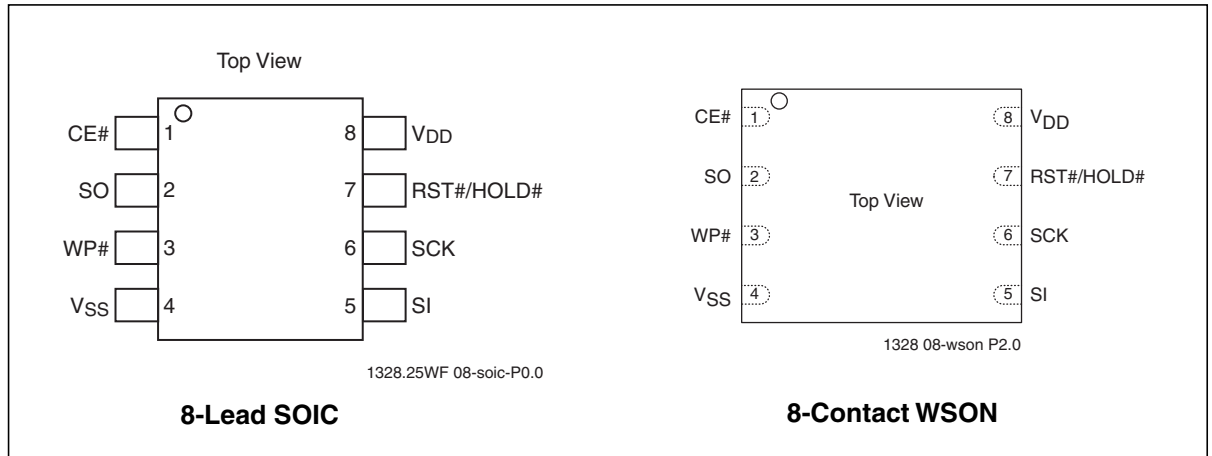 Top View
CE# 1 8 VDD
SO 2 7 RST#/HOLD#
WP# 3 6 SCK
VSS 4 5 SI
1328.25WF 08-soic-P0.0
8-Lead SOIC
CE# 1 8 VDD
SO 2 7 RST#/HOLD#
Top View
WP# 3 6 SCK
VSS 4 5 SI
1328 08-wson P2.0
8-Contact WSON